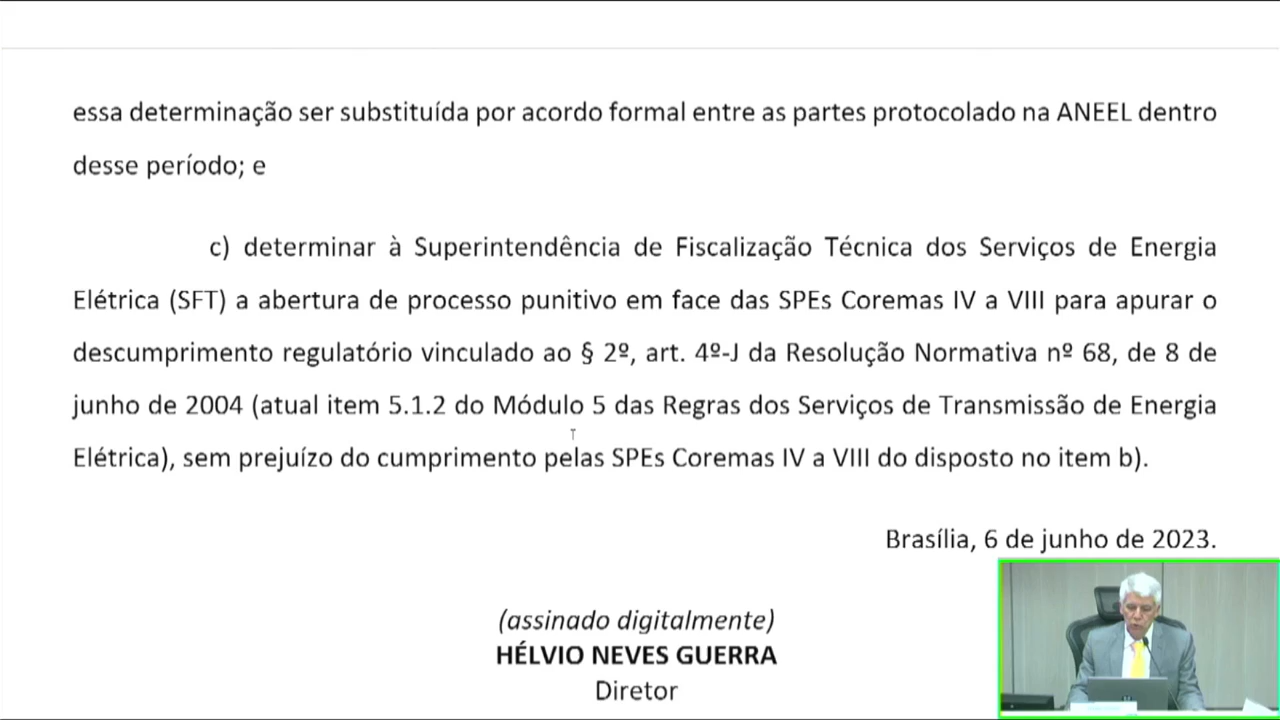 essa determinação ser substituída por acordo formal entre as partes protocolado na ANEEL dentro
desse período; e
c) determinar à Superintendência de Fiscalização Técnica dos Serviços de Energia
Elétrica (SFT) a abertura de processo punitivo em face das SPEs Coremas IV a VIII para apurar o
descumprimento regulatório vinculado ao § 2º, art. 4º-J da Resolução Normativa nº 68, de 8 de
junho de 2004 (atual item 5.1.2 do Módulo 5 das Regras dos Serviços de Transmissão de Energia
Elétrica), sem prejuízo do cumprimento pelas SPEs Coremas IV a VIII do disposto no item b).
Brasília, 6 de junho de 2023.
(assinado digitalmente)
HÉLVIO NEVES GUERRA
Diretor